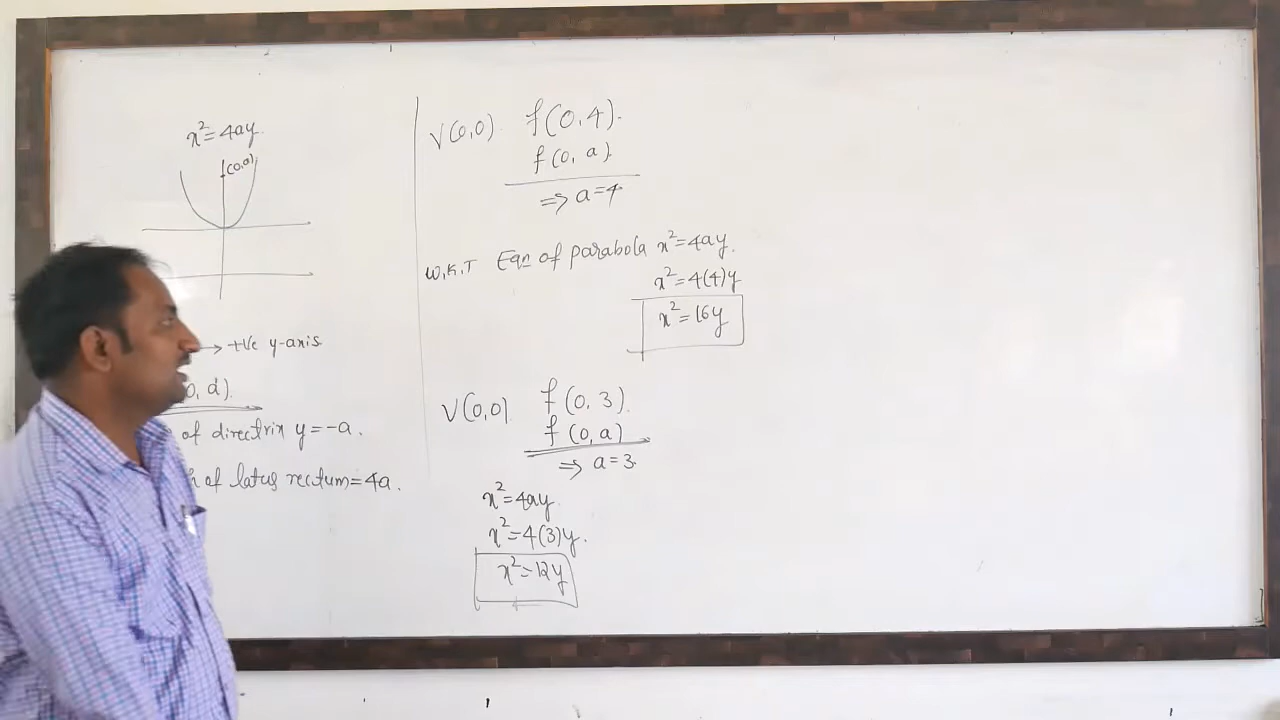 x²=4ay.
(0,a)
→ +ve y-axis.
0, a).
of directrix y=-a.
of latus rectum=4a.
V(0,0). f(0,4).
f(0, a).
⇒ a=4
W.K.T Eqn of parabola x²=4ay.
x²=4(4)y
x²=16y
V(0,0). f(0,3).
f(0,a)
⇒ a=3.
x²=4ay.
x²=4(3)y.
x²=12y